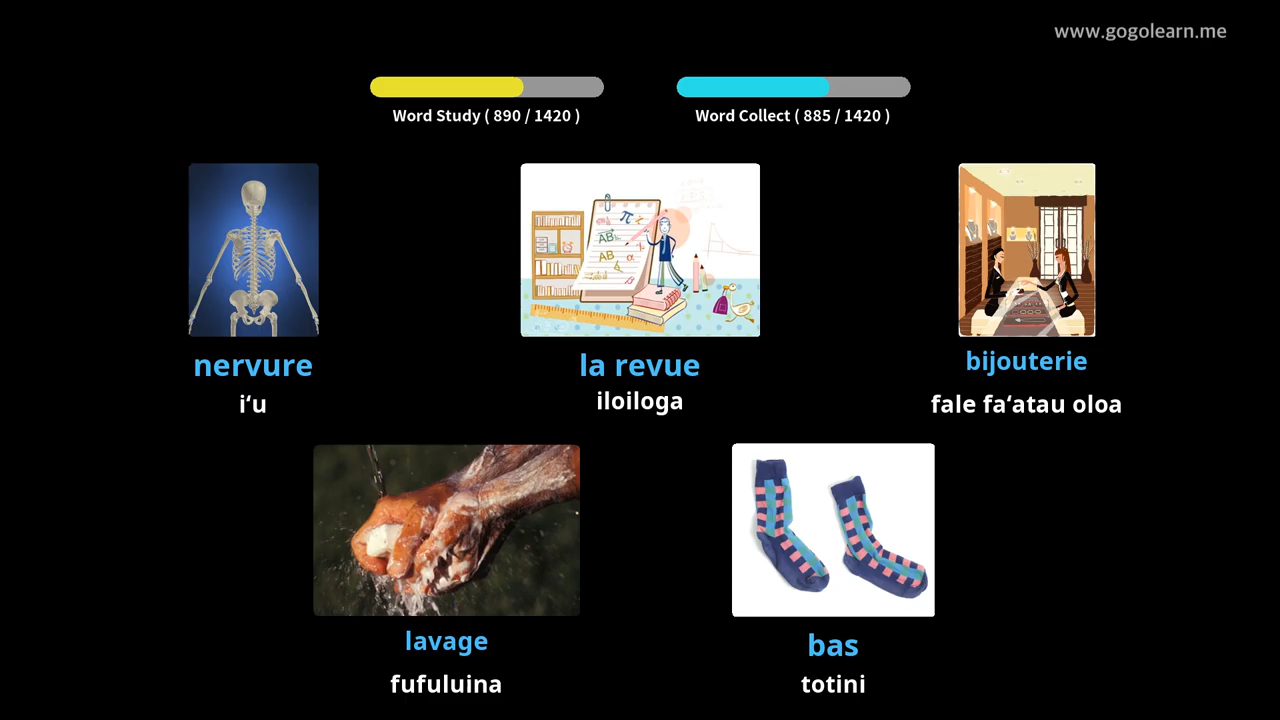 www.gogolearn.me
Word Study ( 890 / 1420 )
Word Collect ( 885 / 1420 )
nervure
iʻu
la revue
iloiloga
bijouterie
fale faʻatau oloa
lavage
fufuluina
bas
totini